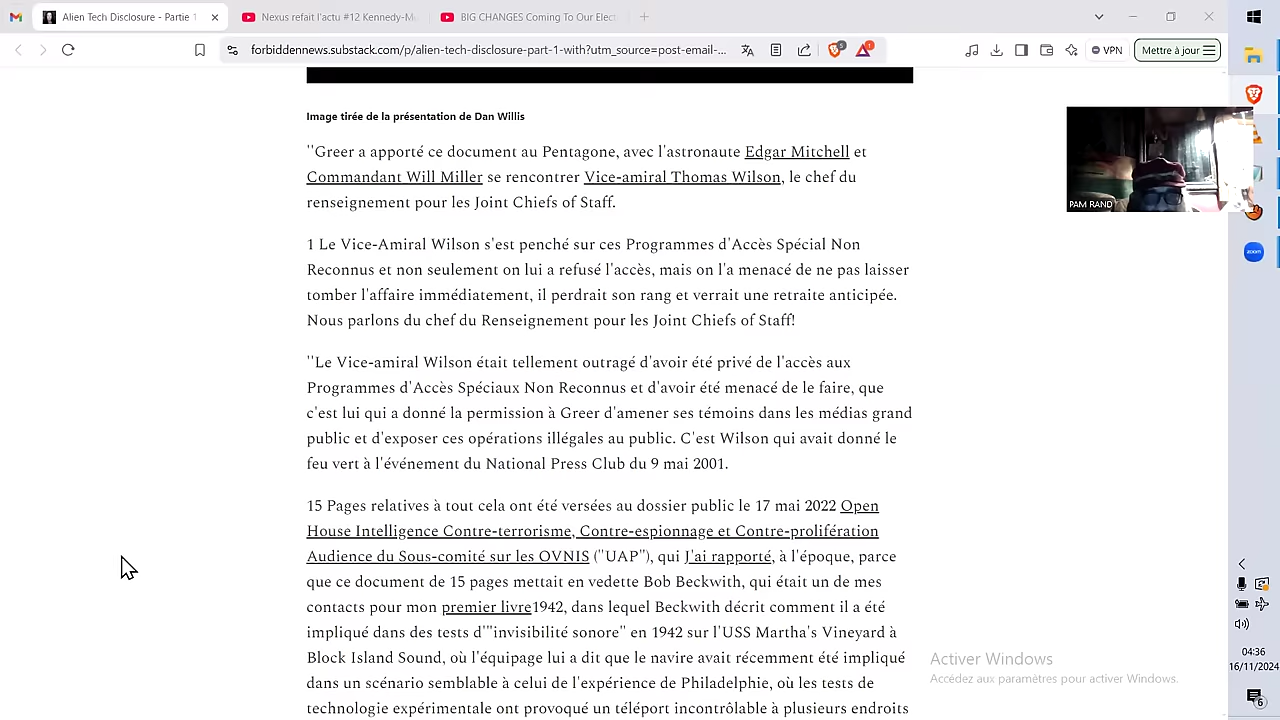 Alien Tech Disclosure - Partie 1
Nexus refait l'actu #12 Kennedy-M
BIG CHANGES Coming To Our Elect
forbiddennews.substack.com/p/alien-tech-disclosure-part-1-with?utm_source=post-email-...
5
1
VPN
Mettre à jour
Image tirée de la présentation de Dan Willis
''Greer a apporté ce document au Pentagone, avec l'astronaute Edgar Mitchell et
Commandant Will Miller se rencontrer Vice-amiral Thomas Wilson, le chef du
renseignement pour les Joint Chiefs of Staff.
PAM RAND
1 Le Vice-Amiral Wilson s'est penché sur ces Programmes d'Accès Spécial Non
Reconnus et non seulement on lui a refusé l'accès, mais on l'a menacé de ne pas laisser
tomber l'affaire immédiatement, il perdrait son rang et verrait une retraite anticipée.
Nous parlons du chef du Renseignement pour les Joint Chiefs of Staff!
zoom
''Le Vice-amiral Wilson était tellement outragé d'avoir été privé de l'accès aux
Programmes d'Accès Spéciaux Non Reconnus et d'avoir été menacé de le faire, que
c'est lui qui a donné la permission à Greer d'amener ses témoins dans les médias grand
public et d'exposer ces opérations illégales au public. C'est Wilson qui avait donné le
feu vert à l'événement du National Press Club du 9 mai 2001.
15 Pages relatives à tout cela ont été versées au dossier public le 17 mai 2022 Open
House Intelligence Contre-terrorisme, Contre-espionnage et Contre-prolifération
Audience du Sous-comité sur les OVNIS ("UAP"), qui J'ai rapporté, à l'époque, parce
que ce document de 15 pages mettait en vedette Bob Beckwith, qui était un de mes
contacts pour mon premier livre1942, dans lequel Beckwith décrit comment il a été
impliqué dans des tests d'"invisibilité sonore" en 1942 sur l'USS Martha's Vineyard à
Block Island Sound, où l'équipage lui a dit que le navire avait récemment été impliqué
dans un scénario semblable à celui de l'expérience de Philadelphie, où les tests de
technologie expérimentale ont provoqué un téléport incontrôlable à plusieurs endroits
Activer Windows
Accédez aux paramètres pour activer Windows.
04:36
16/11/2024
6